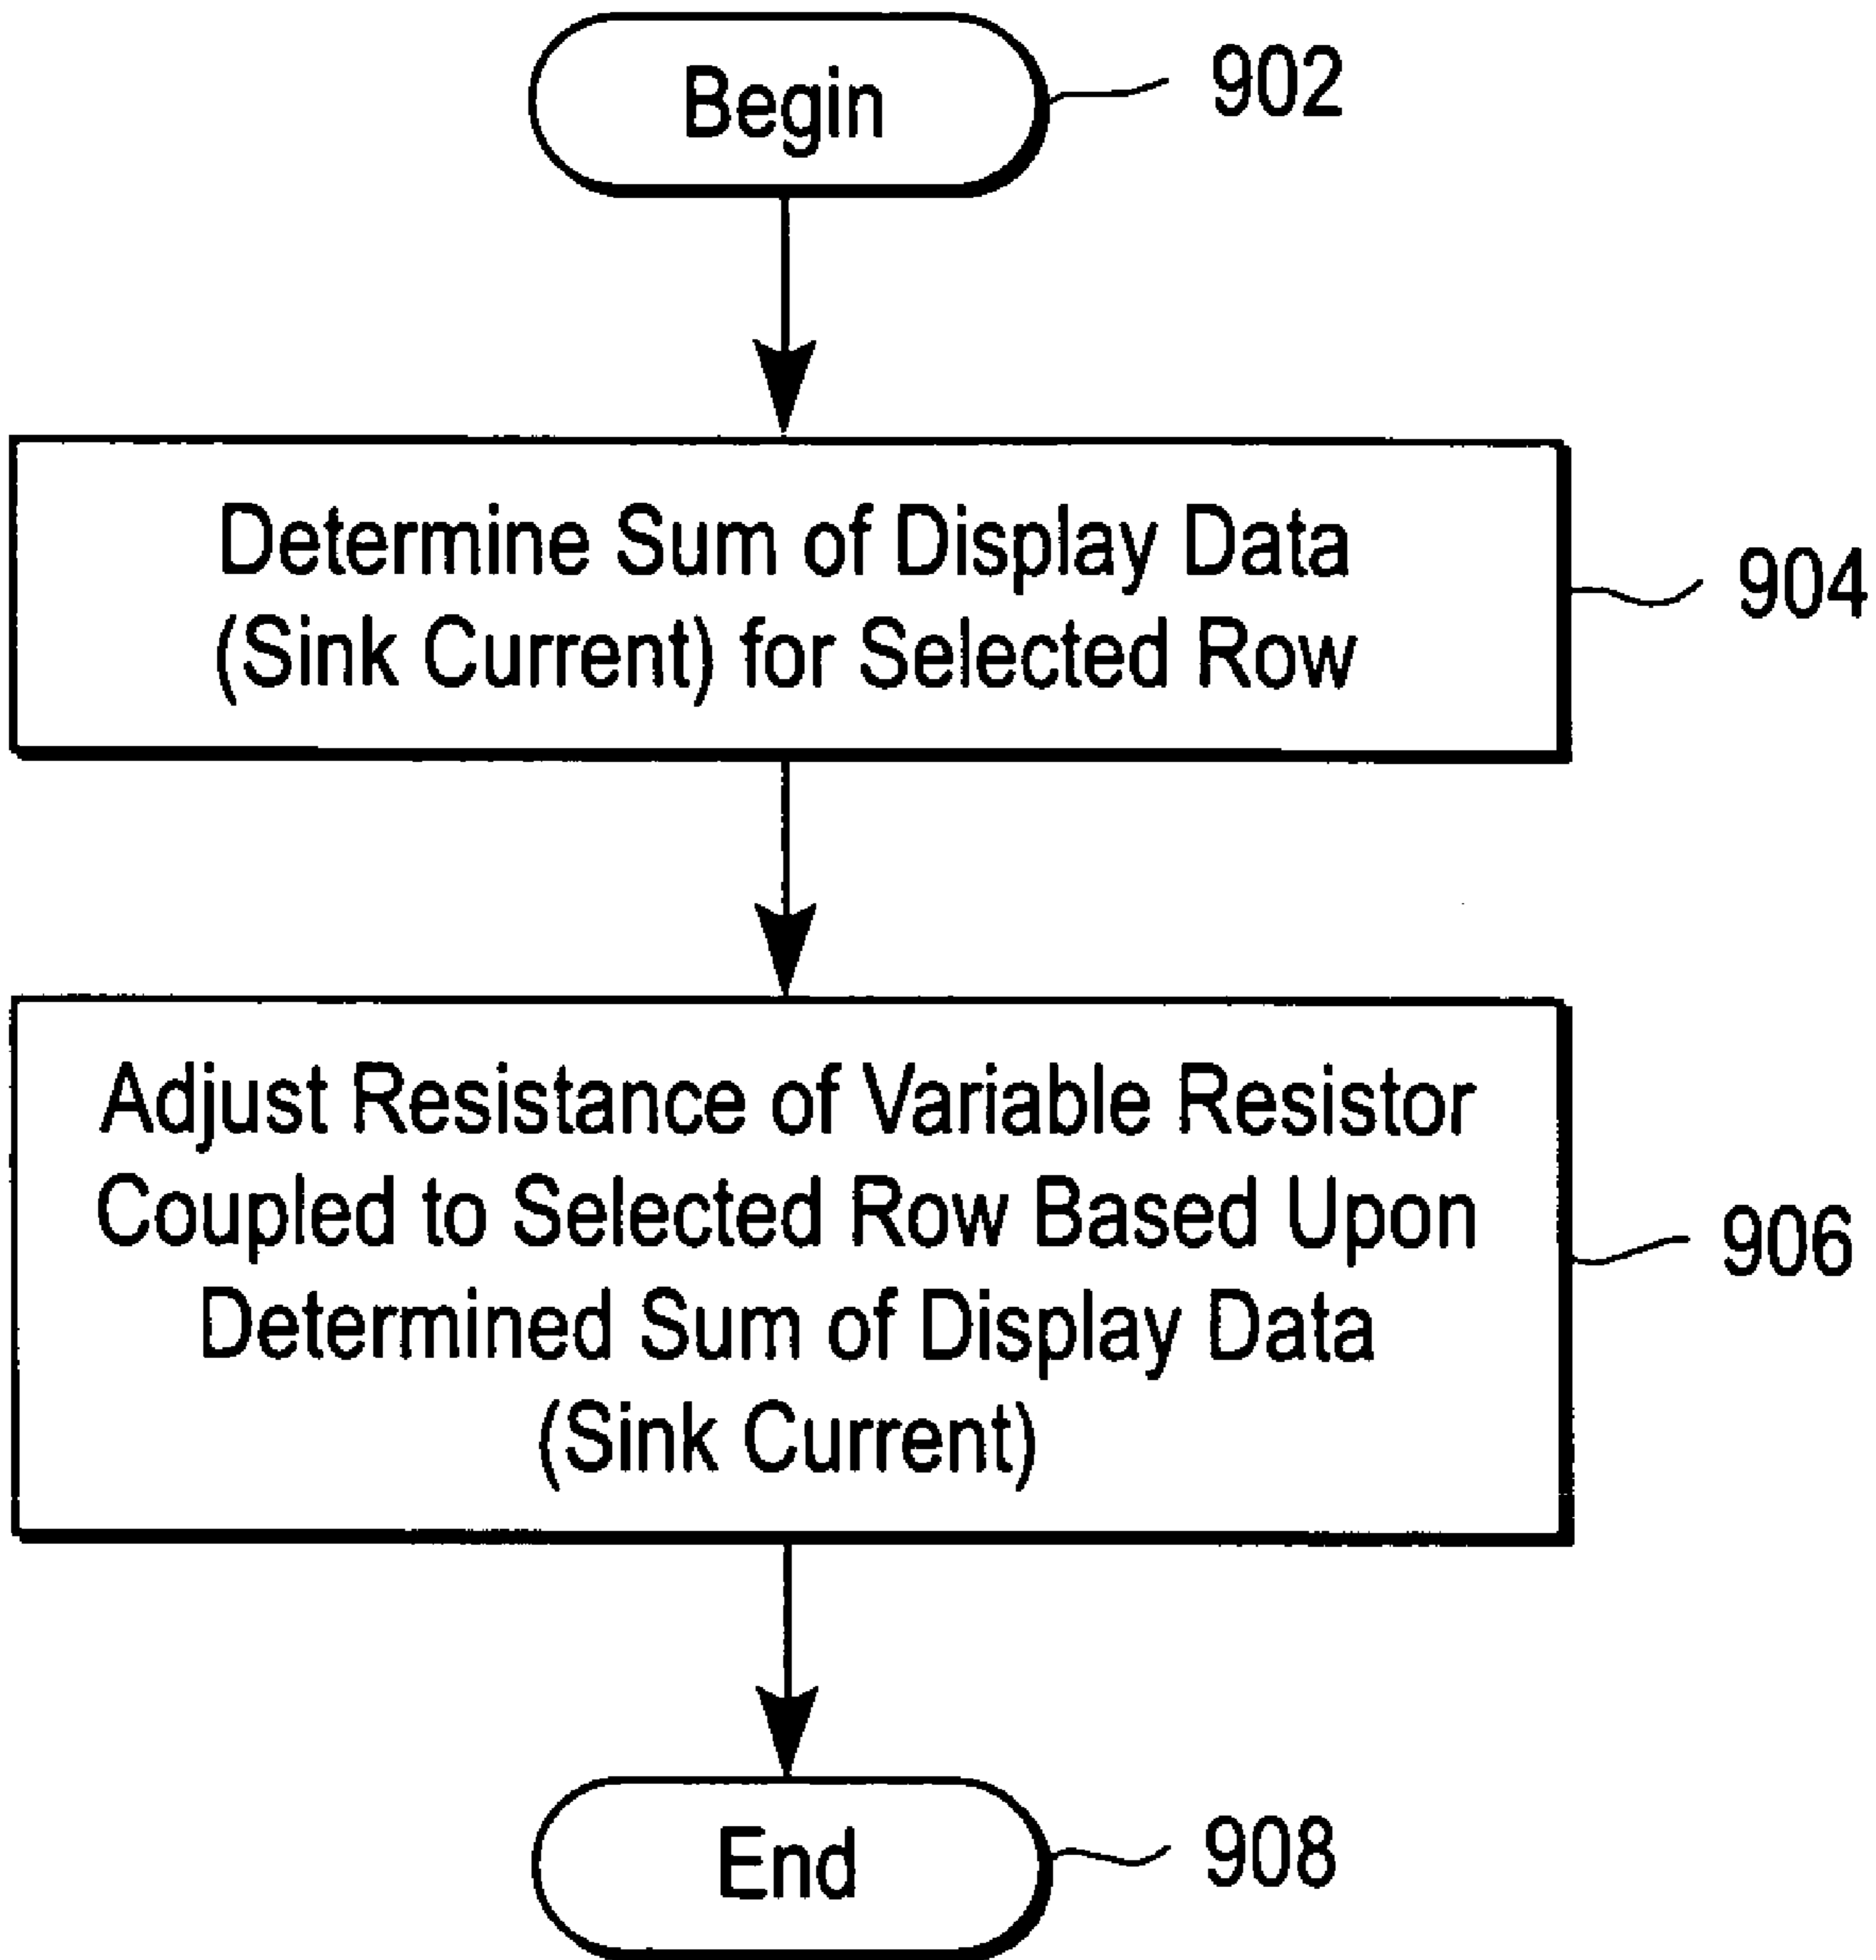 Begin
902
Determine Sum of Display Data
(Sink Current) for Selected Row
904
Adjust Resistance of Variable Resistor
Coupled to Selected Row Based Upon
Determined Sum of Display Data
(Sink Current)
906
End
908